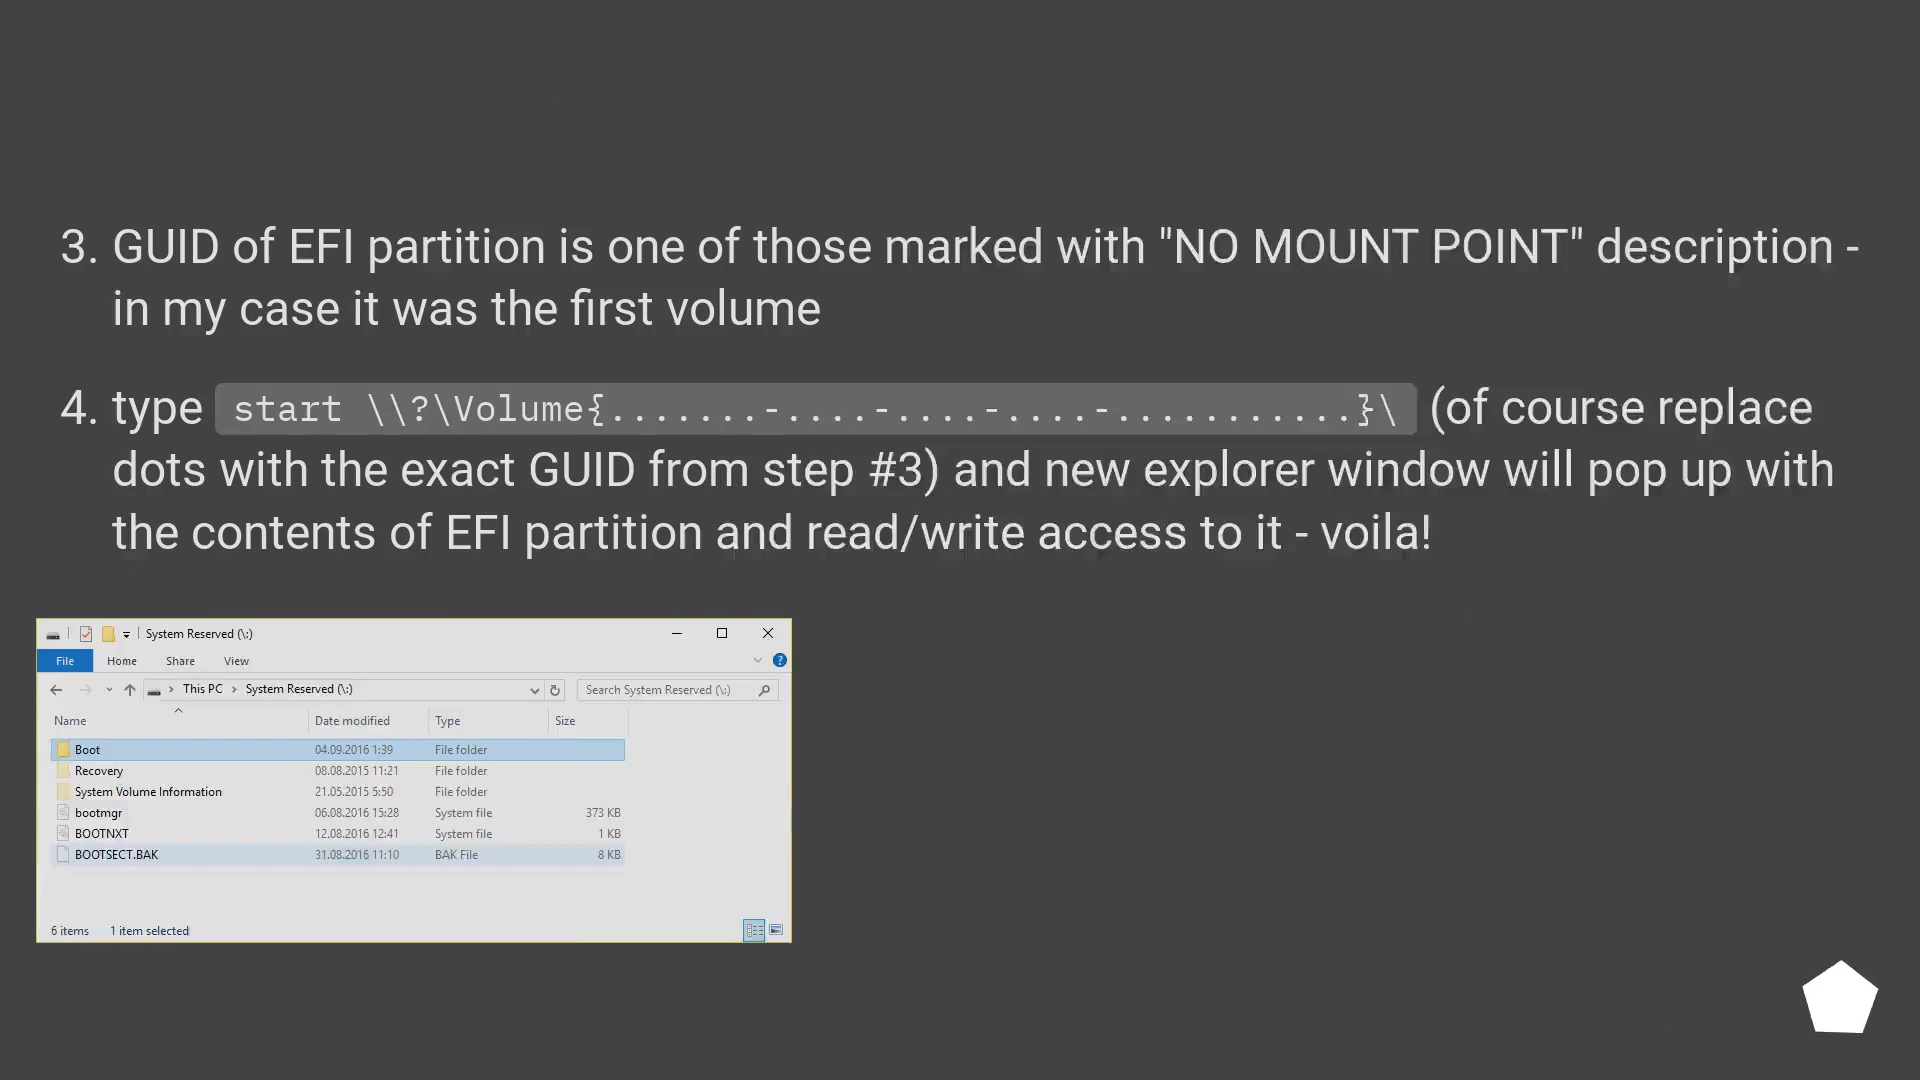 3. GUID of EFI partition is one of those marked with "NO MOUNT POINT" description -
in my case it was the first volume
4. type start \\?\Volume{.......-....-....-....-...........}\ (of course replace
dots with the exact GUID from step #3) and new explorer window will pop up with
the contents of EFI partition and read/write access to it - voila!
System Reserved (\:)
File Home Share View
This PC System Reserved (\:) Search System Reserved (\:)
Name Date modified Type Size
Boot 04.09.2016 1:39 File folder
Recovery 08.08.2015 11:21 File folder
System Volume Information 21.05.2015 5:50 File folder
bootmgr 06.08.2016 15:28 System file 373 KB
BOOTNXT 12.08.2016 12:41 System file 1 KB
BOOTSECT.BAK 31.08.2016 11:10 BAK File 8 KB
6 items 1 item selected